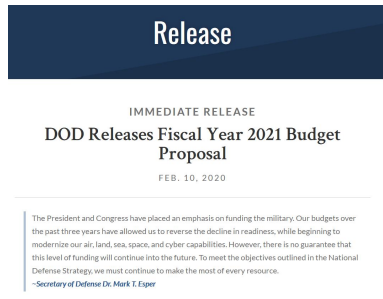 Release
IMMEDIATE RELEASE
DOD Releases Fiscal Year 2021 Budget
Proposal
FEB. 10, 2020
The President and Congress have placed an emphasis on funding the military. Our budgets over
the past three years have allowed us to reverse the decline in readiness, while beginning to
modernize our air, land, sea, space, and cyber capabilities. However, there is no guarantee that
this level of funding will continue into the future. To meet the objectives outlined in the National
Defense Strategy, we must continue to make the most of every resource.
~Secretary of Defense Dr. Mark T. Esper